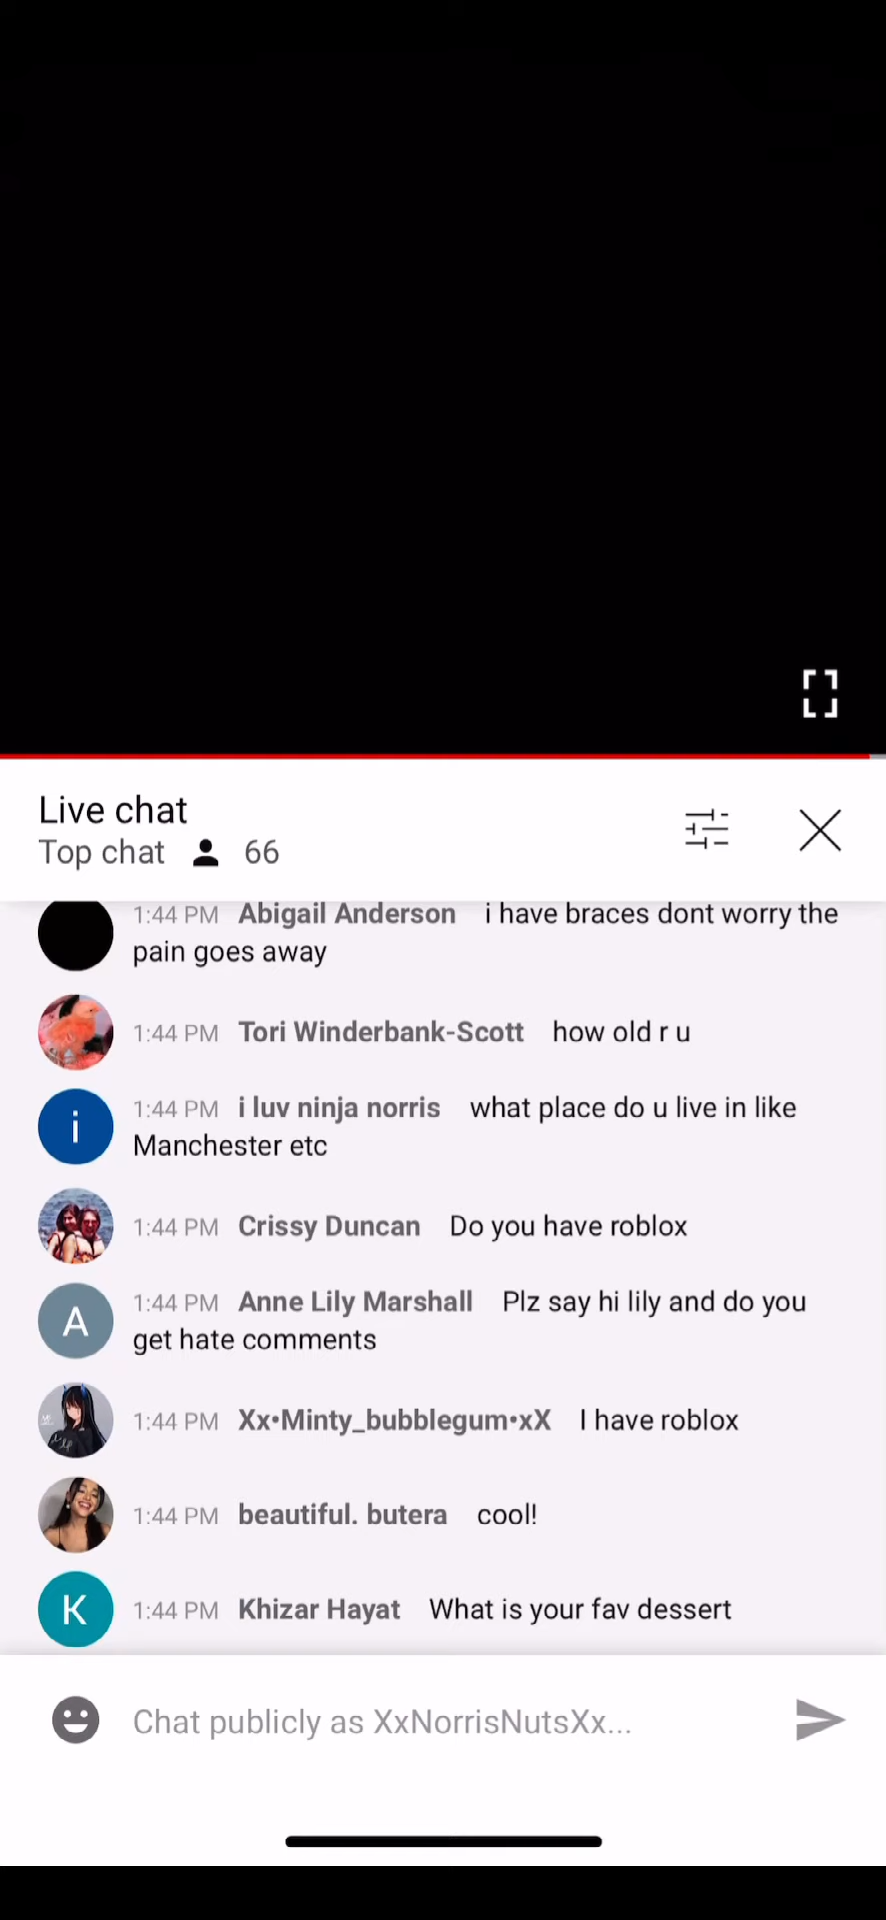 Live chat
Top chat 66
1:44 PM Abigail Anderson i have braces dont worry the
pain goes away
1:44 PM Tori Winderbank-Scott how old r u
i 1:44 PM i luv ninja norris what place do u live in like
Manchester etc
1:44 PM Crissy Duncan Do you have roblox
A 1:44 PM Anne Lily Marshall Plz say hi lily and do you
get hate comments
1:44 PM Xx•Minty_bubblegum•xX I have roblox
1:44 PM beautiful. butera cool!
K 1:44 PM Khizar Hayat What is your fav dessert
Chat publicly as XxNorrisNutsXx...